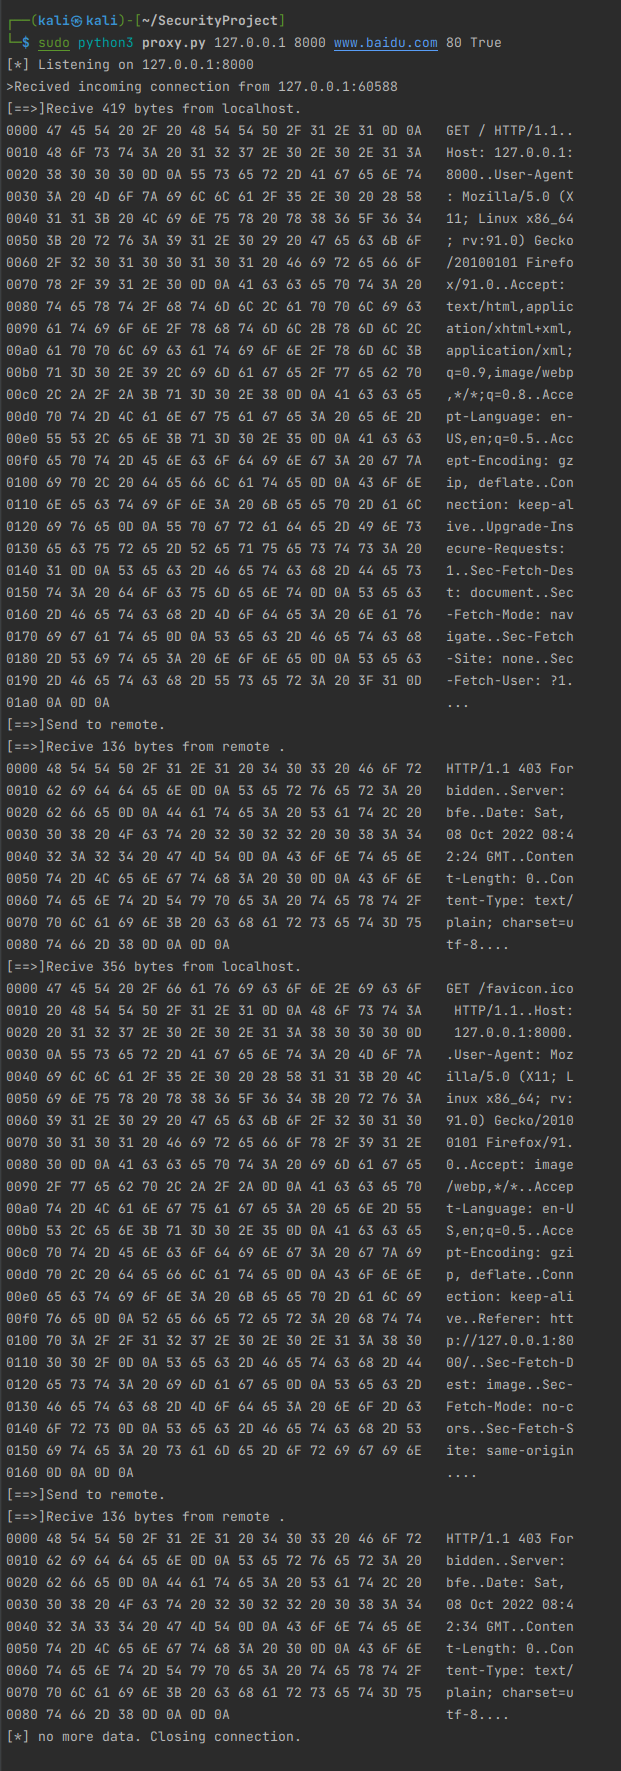 ┌──(kali㉿kali)-[~/SecurityProject]
└─$ sudo python3 proxy.py 127.0.0.1 8000 www.baidu.com 80 True
[*] Listening on 127.0.0.1:8000
>Recived incoming connection from 127.0.0.1:60588
[==>]Recive 419 bytes from localhost.
0000 47 45 54 20 2F 20 48 54 54 50 2F 31 2E 31 0D 0A   GET / HTTP/1.1..
0010 48 6F 73 74 3A 20 31 32 37 2E 30 2E 30 2E 31 3A   Host: 127.0.0.1:
0020 38 30 30 30 0D 0A 55 73 65 72 2D 41 67 65 6E 74   8000..User-Agent
0030 3A 20 4D 6F 7A 69 6C 6C 61 2F 35 2E 30 20 28 58   : Mozilla/5.0 (X
0040 31 31 3B 20 4C 69 6E 75 78 20 78 38 36 5F 36 34   11; Linux x86_64
0050 3B 20 72 76 3A 39 31 2E 30 29 20 47 65 63 6B 6F   ; rv:91.0) Gecko
0060 2F 32 30 31 30 30 31 30 31 20 46 69 72 65 66 6F   /20100101 Firefo
0070 78 2F 39 31 2E 30 0D 0A 41 63 63 65 70 74 3A 20   x/91.0..Accept:
0080 74 65 78 74 2F 68 74 6D 6C 2C 61 70 70 6C 69 63   text/html,applic
0090 61 74 69 6F 6E 2F 78 68 74 6D 6C 2B 78 6D 6C 2C   ation/xhtml+xml,
00a0 61 70 70 6C 69 63 61 74 69 6F 6E 2F 78 6D 6C 3B   application/xml;
00b0 71 3D 30 2E 39 2C 69 6D 61 67 65 2F 77 65 62 70   q=0.9,image/webp
00c0 2C 2A 2F 2A 3B 71 3D 30 2E 38 0D 0A 41 63 63 65   ,*/*;q=0.8..Acce
00d0 70 74 2D 4C 61 6E 67 75 61 67 65 3A 20 65 6E 2D   pt-Language: en-
00e0 55 53 2C 65 6E 3B 71 3D 30 2E 35 0D 0A 41 63 63   US,en;q=0.5..Acc
00f0 65 70 74 2D 45 6E 63 6F 64 69 6E 67 3A 20 67 7A   ept-Encoding: gz
0100 69 70 2C 20 64 65 66 6C 61 74 65 0D 0A 43 6F 6E   ip, deflate..Con
0110 6E 65 63 74 69 6F 6E 3A 20 6B 65 65 70 2D 61 6C   nection: keep-al
0120 69 76 65 0D 0A 55 70 67 72 61 64 65 2D 49 6E 73   ive..Upgrade-Ins
0130 65 63 75 72 65 2D 52 65 71 75 65 73 74 73 3A 20   ecure-Requests:
0140 31 0D 0A 53 65 63 2D 46 65 74 63 68 2D 44 65 73   1..Sec-Fetch-Des
0150 74 3A 20 64 6F 63 75 6D 65 6E 74 0D 0A 53 65 63   t: document..Sec
0160 2D 46 65 74 63 68 2D 4D 6F 64 65 3A 20 6E 61 76   -Fetch-Mode: nav
0170 69 67 61 74 65 0D 0A 53 65 63 2D 46 65 74 63 68   igate..Sec-Fetch
0180 2D 53 69 74 65 3A 20 6E 6F 6E 65 0D 0A 53 65 63   -Site: none..Sec
0190 2D 46 65 74 63 68 2D 55 73 65 72 3A 20 3F 31 0D   -Fetch-User: ?1.
01a0 0A 0D 0A   ...
[==>]Send to remote.
[==>]Recive 136 bytes from remote .
0000 48 54 54 50 2F 31 2E 31 20 34 30 33 20 46 6F 72   HTTP/1.1 403 For
0010 62 69 64 64 65 6E 0D 0A 53 65 72 76 65 72 3A 20   bidden..Server:
0020 62 66 65 0D 0A 44 61 74 65 3A 20 53 61 74 2C 20   bfe..Date: Sat,
0030 30 38 20 4F 63 74 20 32 30 32 32 20 30 38 3A 34   08 Oct 2022 08:4
0040 32 3A 32 34 20 47 4D 54 0D 0A 43 6F 6E 74 65 6E   2:24 GMT..Conten
0050 74 2D 4C 65 6E 67 74 68 3A 20 30 0D 0A 43 6F 6E   t-Length: 0..Con
0060 74 65 6E 74 2D 54 79 70 65 3A 20 74 65 78 74 2F   tent-Type: text/
0070 70 6C 61 69 6E 3B 20 63 68 61 72 73 65 74 3D 75   plain; charset=u
0080 74 66 2D 38 0D 0A 0D 0A   tf-8....
[==>]Recive 356 bytes from localhost.
0000 47 45 54 20 2F 66 61 76 69 63 6F 6E 2E 69 63 6F   GET /favicon.ico
0010 20 48 54 54 50 2F 31 2E 31 0D 0A 48 6F 73 74 3A    HTTP/1.1..Host:
0020 20 31 32 37 2E 30 2E 30 2E 31 3A 38 30 30 30 0D    127.0.0.1:8000.
0030 0A 55 73 65 72 2D 41 67 65 6E 74 3A 20 4D 6F 7A   .User-Agent: Moz
0040 69 6C 6C 61 2F 35 2E 30 20 28 58 31 31 3B 20 4C   illa/5.0 (X11; L
0050 69 6E 75 78 20 78 38 36 5F 36 34 3B 20 72 76 3A   inux x86_64; rv:
0060 39 31 2E 30 29 20 47 65 63 6B 6F 2F 32 30 31 30   91.0) Gecko/2010
0070 30 31 30 31 20 46 69 72 65 66 6F 78 2F 39 31 2E   0101 Firefox/91.
0080 30 0D 0A 41 63 63 65 70 74 3A 20 69 6D 61 67 65   0..Accept: image
0090 2F 77 65 62 70 2C 2A 2F 2A 0D 0A 41 63 63 65 70   /webp,*/*..Accep
00a0 74 2D 4C 61 6E 67 75 61 67 65 3A 20 65 6E 2D 55   t-Language: en-U
00b0 53 2C 65 6E 3B 71 3D 30 2E 35 0D 0A 41 63 63 65   S,en;q=0.5..Acce
00c0 70 74 2D 45 6E 63 6F 64 69 6E 67 3A 20 67 7A 69   pt-Encoding: gzi
00d0 70 2C 20 64 65 66 6C 61 74 65 0D 0A 43 6F 6E 6E   p, deflate..Conn
00e0 65 63 74 69 6F 6E 3A 20 6B 65 65 70 2D 61 6C 69   ection: keep-ali
00f0 76 65 0D 0A 52 65 66 65 72 65 72 3A 20 68 74 74   ve..Referer: htt
0100 70 3A 2F 2F 31 32 37 2E 30 2E 30 2E 31 3A 38 30   p://127.0.0.1:80
0110 30 30 2F 0D 0A 53 65 63 2D 46 65 74 63 68 2D 44   00/..Sec-Fetch-D
0120 65 73 74 3A 20 69 6D 61 67 65 0D 0A 53 65 63 2D   est: image..Sec-
0130 46 65 74 63 68 2D 4D 6F 64 65 3A 20 6E 6F 2D 63   Fetch-Mode: no-c
0140 6F 72 73 0D 0A 53 65 63 2D 46 65 74 63 68 2D 53   ors..Sec-Fetch-S
0150 69 74 65 3A 20 73 61 6D 65 2D 6F 72 69 67 69 6E   ite: same-origin
0160 0D 0A 0D 0A   ....
[==>]Send to remote.
[==>]Recive 136 bytes from remote .
0000 48 54 54 50 2F 31 2E 31 20 34 30 33 20 46 6F 72   HTTP/1.1 403 For
0010 62 69 64 64 65 6E 0D 0A 53 65 72 76 65 72 3A 20   bidden..Server:
0020 62 66 65 0D 0A 44 61 74 65 3A 20 53 61 74 2C 20   bfe..Date: Sat,
0030 30 38 20 4F 63 74 20 32 30 32 32 20 30 38 3A 34   08 Oct 2022 08:4
0040 32 3A 33 34 20 47 4D 54 0D 0A 43 6F 6E 74 65 6E   2:34 GMT..Conten
0050 74 2D 4C 65 6E 67 74 68 3A 20 30 0D 0A 43 6F 6E   t-Length: 0..Con
0060 74 65 6E 74 2D 54 79 70 65 3A 20 74 65 78 74 2F   tent-Type: text/
0070 70 6C 61 69 6E 3B 20 63 68 61 72 73 65 74 3D 75   plain; charset=u
0080 74 66 2D 38 0D 0A 0D 0A   tf-8....
[*] no more data. Closing connection.